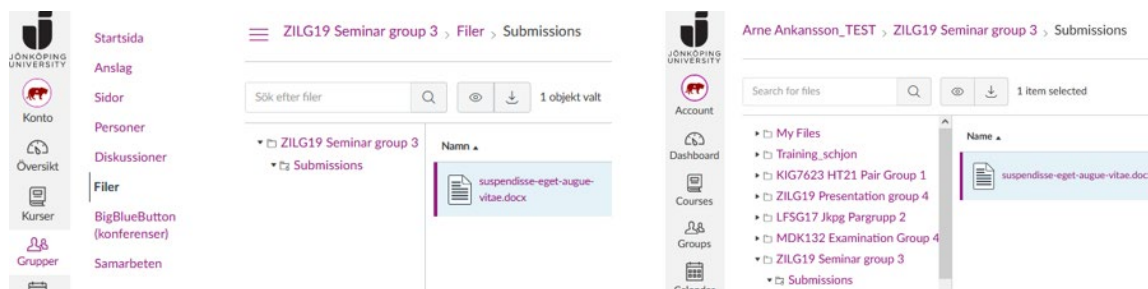 JÖNKÖPING
UNIVERSITY
Konto
Översikt
Kurser
Grupper
Startsida
Anslag
Sidor
Personer
Diskussioner
Filer
BigBlueButton
(konferenser)
Samarbeten
ZILG19 Seminar group 3 > Filer > Submissions
Sök efter filer
1 objekt valt
ZILG19 Seminar group 3
Submissions
Namn
suspendisse-eget-augue-
vitae.docx
JÖNKÖPING
UNIVERSITY
Account
Dashboard
Courses
Groups
Calendar
Arne Ankansson_TEST > ZILG19 Seminar group 3 > Submissions
Search for files
1 item selected
My Files
Training_schjon
KIG7623 HT21 Pair Group 1
ZILG19 Presentation group 4
LFSG17 Jkpg Pargrupp 2
MDK132 Examination Group 4
ZILG19 Seminar group 3
Submissions
Name
suspendisse-eget-augue-vitae.doc